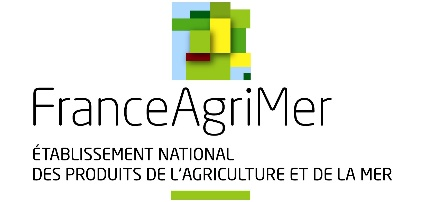 FranceAgriMer
ÉTABLISSEMENT NATIONAL
DES PRODUITS DE L'AGRICULTURE ET DE LA MER